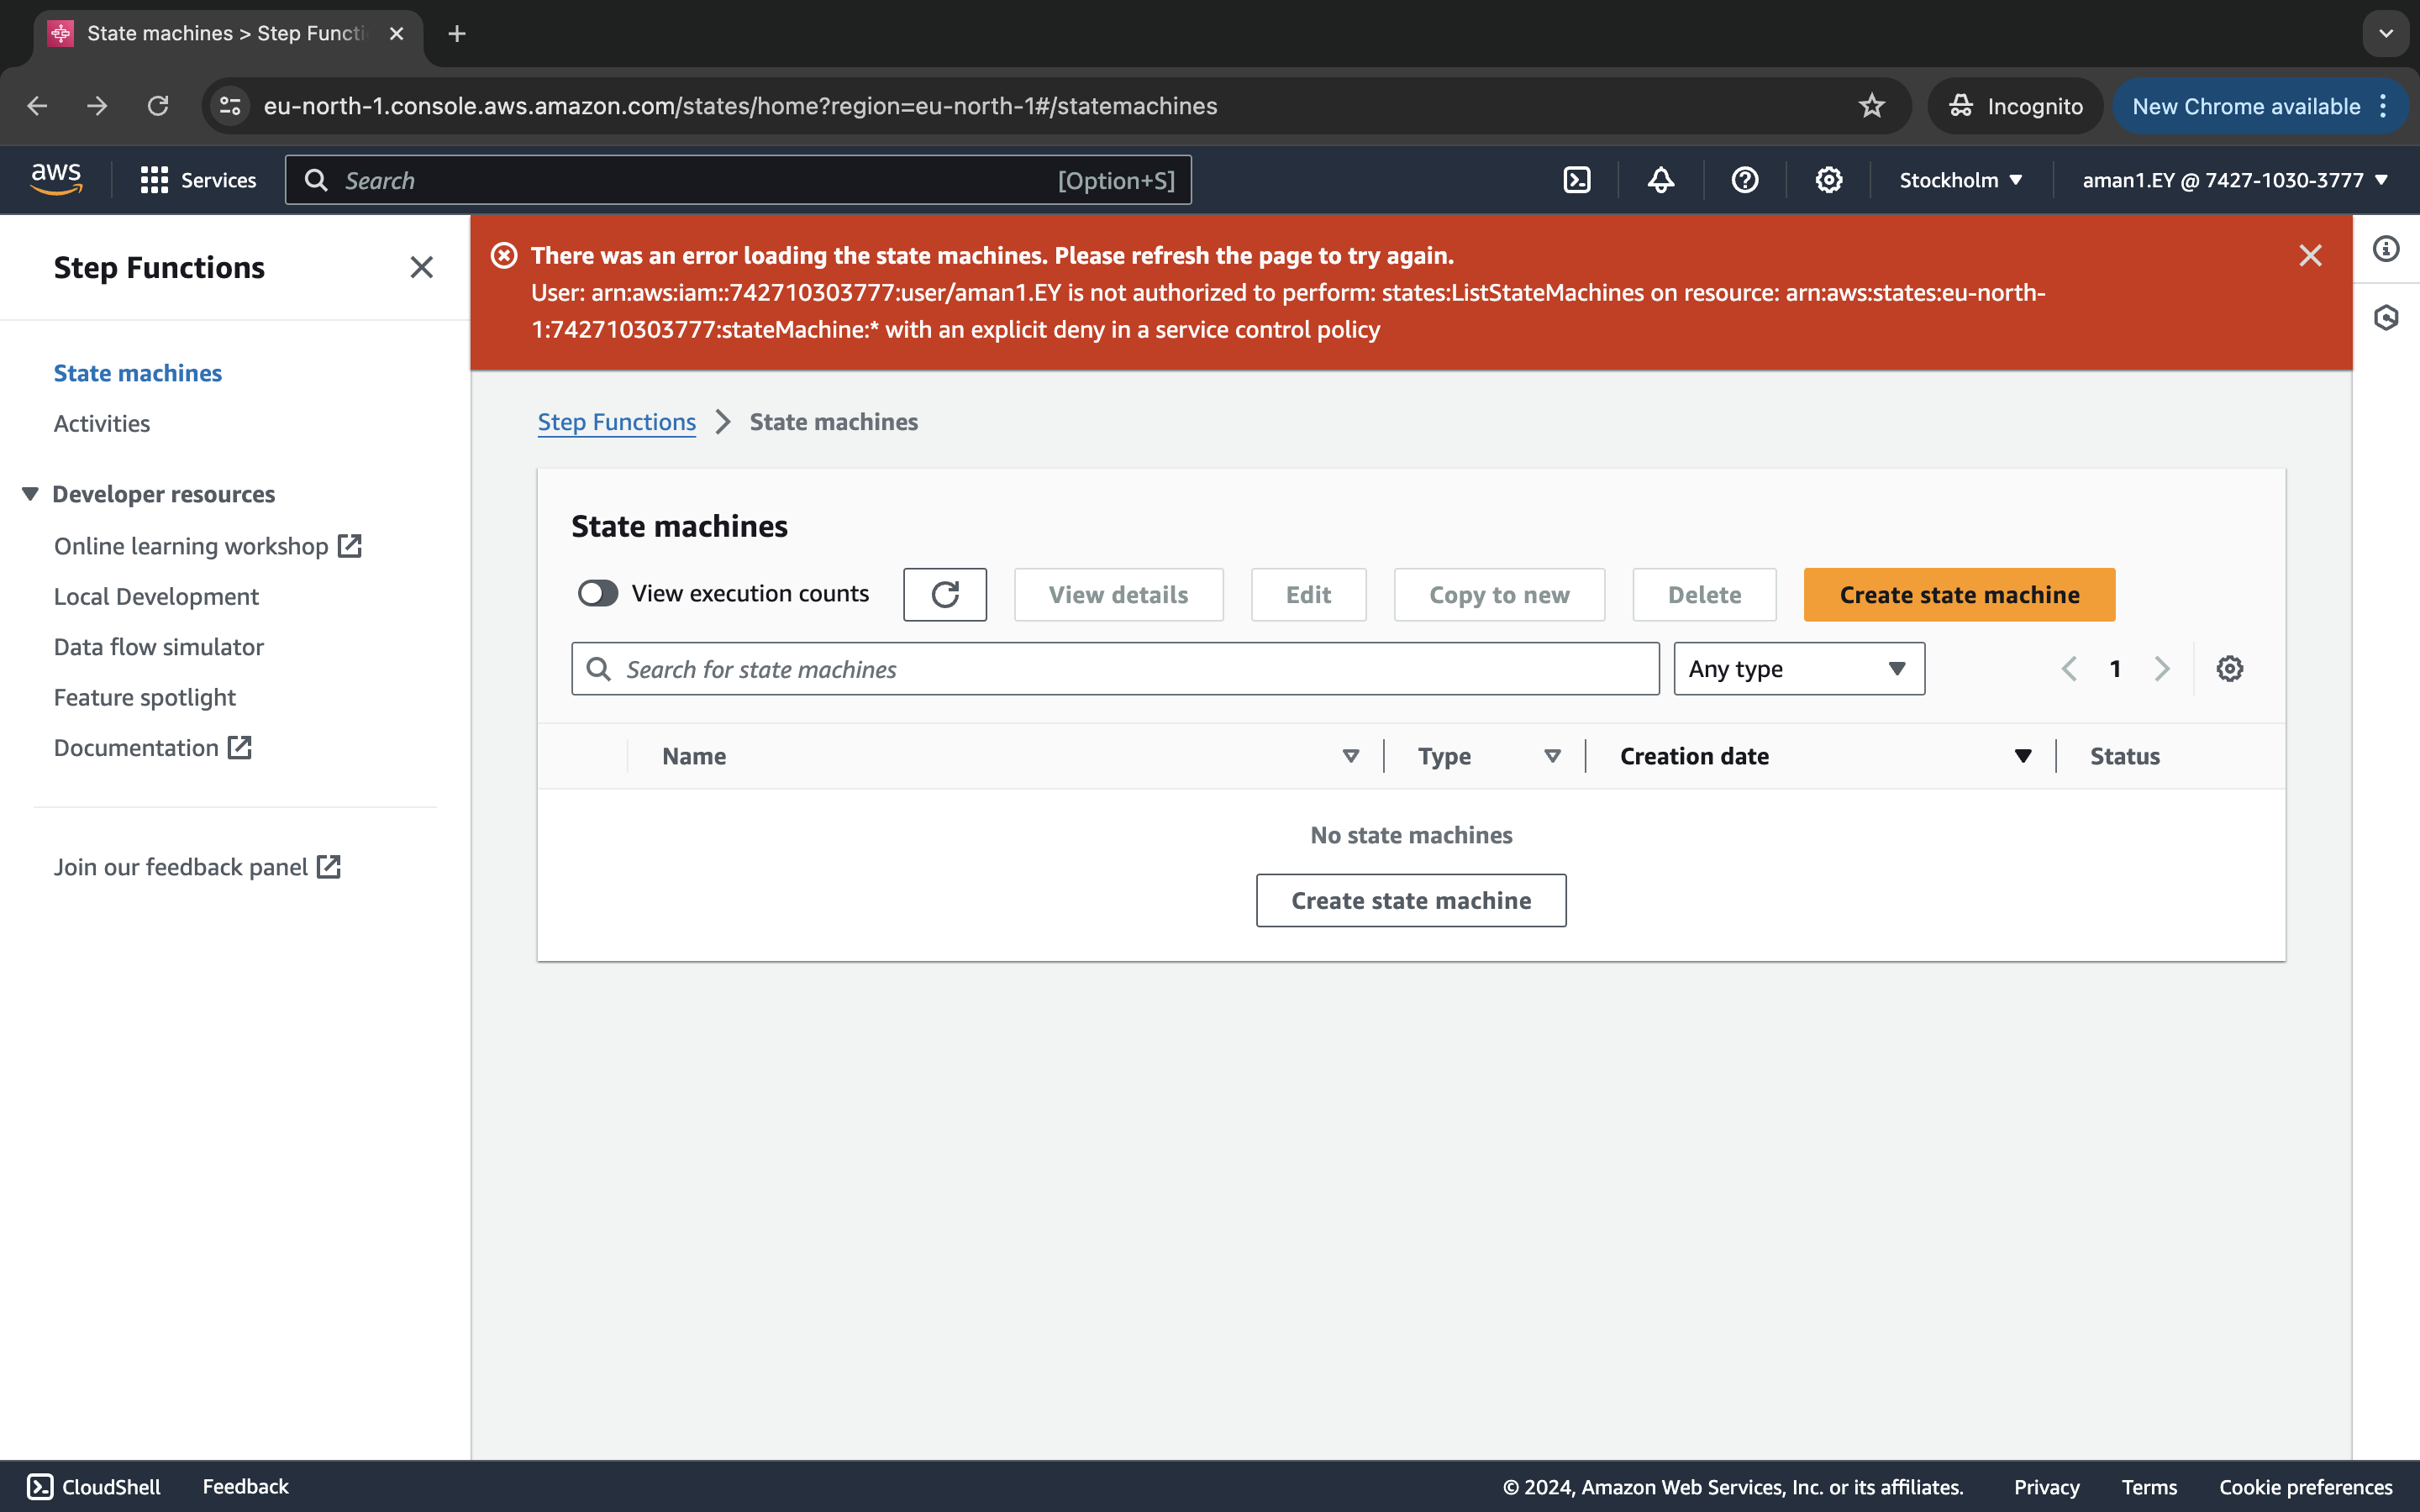 State machines > Step Functi
eu-north-1.console.aws.amazon.com/states/home?region=eu-north-1#/statemachines
Incognito
New Chrome available
aws
Services
Search
[Option+S]
Stockholm
aman1.EY @ 7427-1030-3777
Step Functions
There was an error loading the state machines. Please refresh the page to try again.
User: arn:aws:iam::742710303777:user/aman1.EY is not authorized to perform: states:ListStateMachines on resource: arn:aws:states:eu-north-
1:742710303777:stateMachine:* with an explicit deny in a service control policy
State machines
Activities
Developer resources
Online learning workshop
Local Development
Data flow simulator
Feature spotlight
Documentation
Join our feedback panel
Step Functions
State machines
State machines
View execution counts
View details
Edit
Copy to new
Delete
Create state machine
Search for state machines
Any type
1
Name
Type
Creation date
Status
No state machines
Create state machine
CloudShell
Feedback
© 2024, Amazon Web Services, Inc. or its affiliates.
Privacy
Terms
Cookie preferences